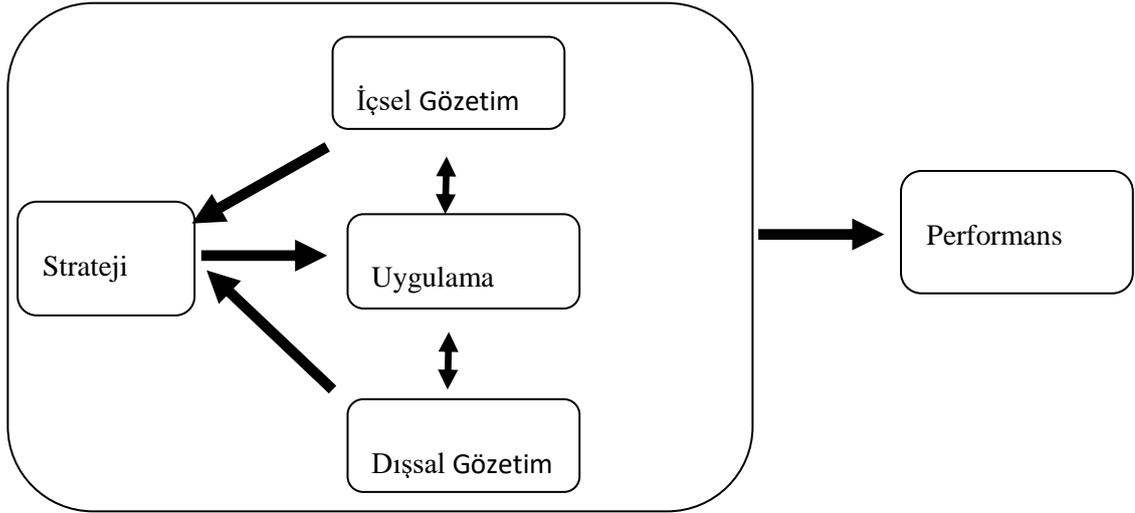 İçsel Gözetim
Strateji
Uygulama
Performans
Dışsal Gözetim